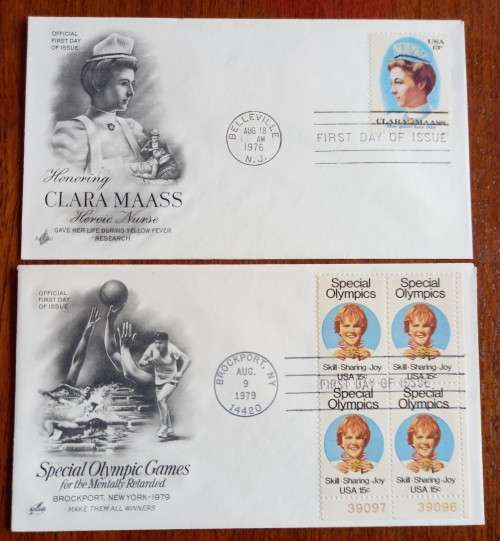 OFFICIAL
FIRST DAY
OF ISSUE
Honoring
CLARA MAASS
Heroic Nurse
GAVE HER LIFE DURING YELLOW FEVER
RESEARCH
BELLEVILLE
AUG 18
AM
1976
N.J.
USA
13c
CLARA MAASS
She gave her life
FIRST DAY OF ISSUE
OFFICIAL
FIRST DAY
OF ISSUE
Special Olympic Games
for the Mentally Retarded
BROCKPORT, NEW YORK-1979
MAKE THEM ALL WINNERS
BROCKPORT, NY
AUG.
9
1979
14420
FIRST DAY OF ISSUE
Special
Olympics
Skill·Sharing·Joy
USA 15c
Special
Olympics
Skill·Sharing·Joy
USA 15c
Special
Olympics
Skill·Sharing·Joy
USA 15c
Special
Olympics
Skill·Sharing·Joy
USA 15c
39097
39096